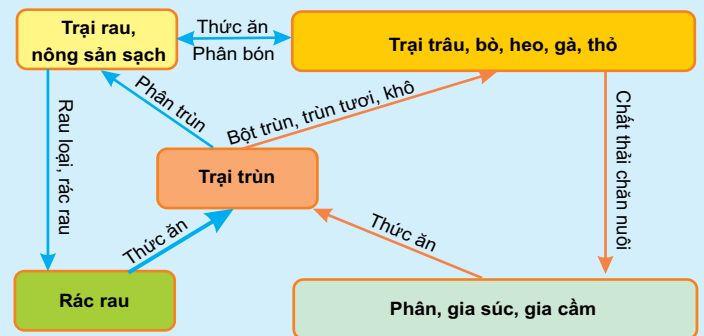 Trại rau,
nông sản sạch
Thức ăn
Phân bón
Trại trâu, bò, heo, gà, thỏ
Phân trùn
Bột trùn, trùn tươi, khô
Rau loại, rác rau
Chất thải chăn nuôi
Trại trùn
Thức ăn
Thức ăn
Rác rau
Phân, gia súc, gia cầm